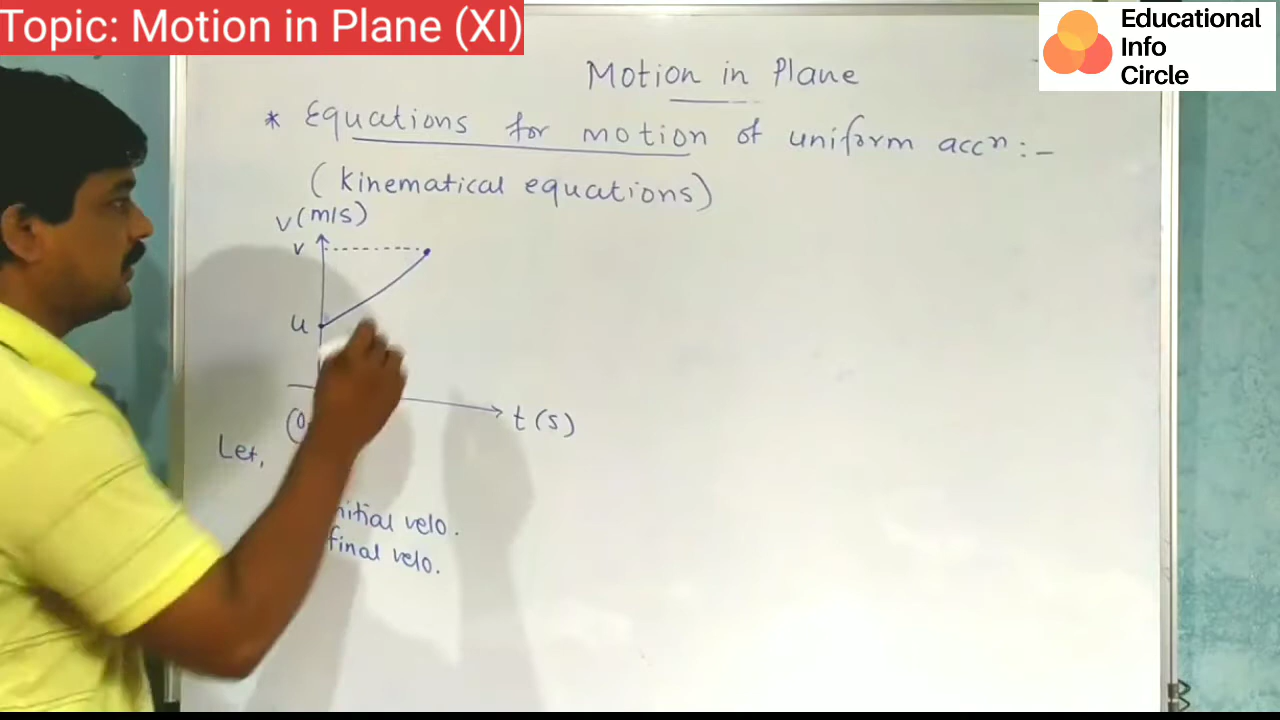 Topic: Motion in Plane (XI)
Educational
Info
Circle
Motion in Plane
* Equations for motion of uniform accⁿ :-
(Kinematical equations)
v(m/s)
v
u
t(s)
Let,
velo.
final velo.